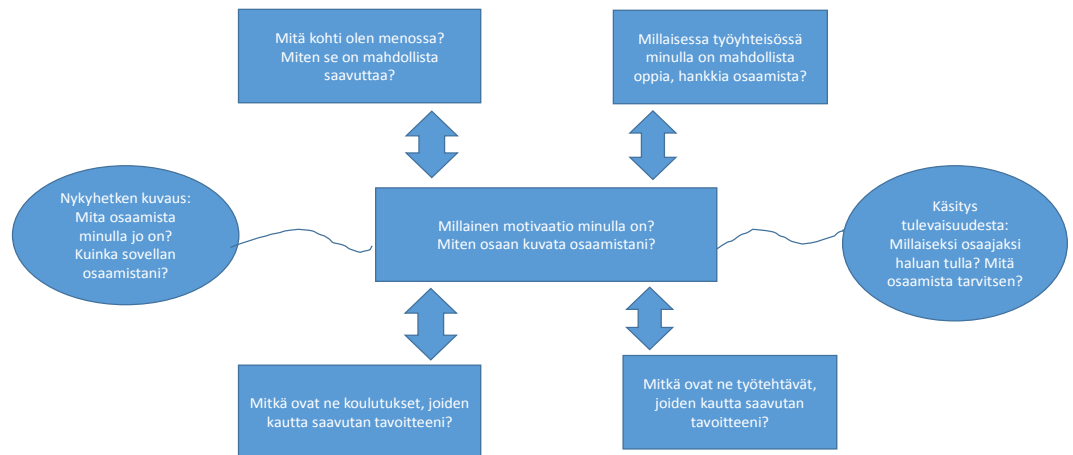 Mitä kohti olen menossa?
Miten se on mahdollista
saavuttaa?
Millaisessa työyhteisössä
minulla on mahdollista
oppia, hankkia osaamista?
Nykyhetken kuvaus:
Mita osaamista
minulla jo on?
Kuinka sovellan
osaamistani?
Millainen motivaatio minulla on?
Miten osaan kuvata osaamistani?
Käsitys
tulevaisuudesta:
Millaiseksi osaajaksi
haluan tulla? Mitä
osaamista tarvitsen?
Mitkä ovat ne koulutukset, joiden
kautta saavutan tavoitteeni?
Mitkä ovat ne työtehtävät,
joiden kautta saavutan
tavoitteeni?